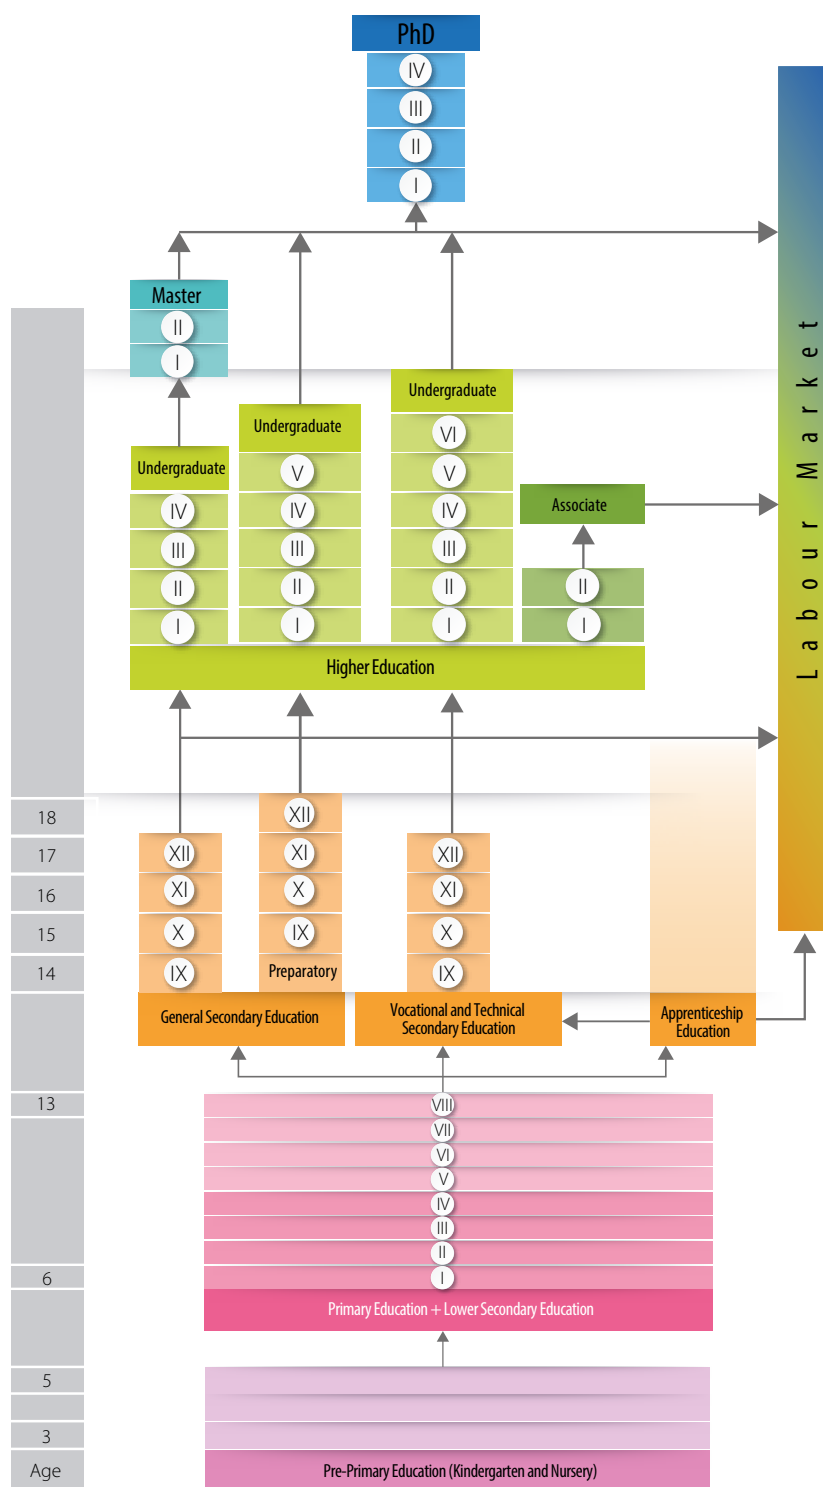 PhD
IV
III
II
I
Master
II
I
Undergraduate
IV
III
II
I
Undergraduate
V
IV
III
II
I
Undergraduate
VI
V
IV
III
II
I
Associate
II
I
Labour Market
Higher Education
18
17
16
15
14
XII
XI
X
IX
XII
XI
X
IX
Preparatory
XII
XI
X
IX
General Secondary Education
Vocational and Technical
Secondary Education
Apprenticeship
Education
13
VIII
VII
VI
V
IV
III
II
6
I
Primary Education + Lower Secondary Education
5
3
Age
Pre-Primary Education (Kindergarten and Nursery)